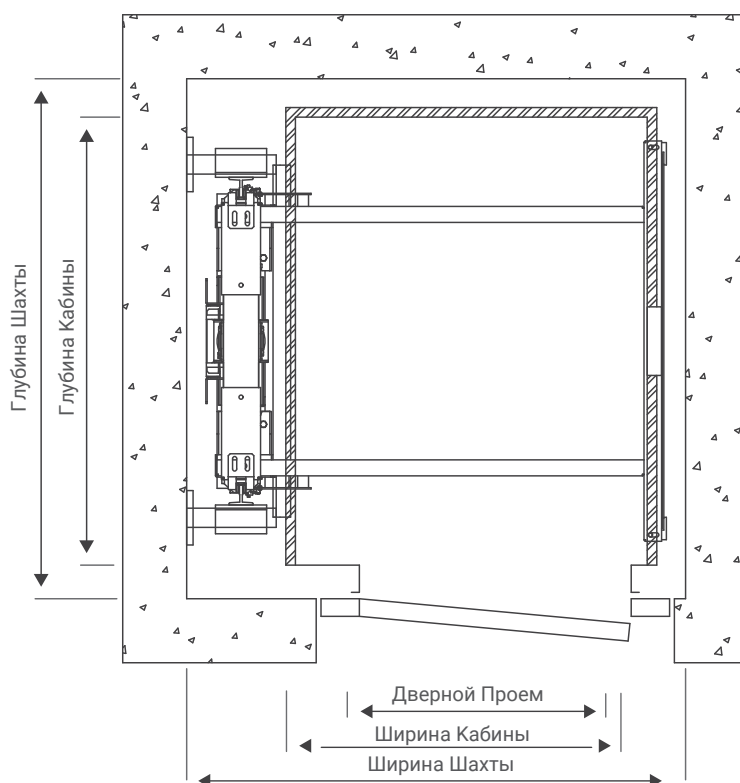 Глубина Шахты
Глубина Кабины
Дверной Проем
Ширина Кабины
Ширина Шахты